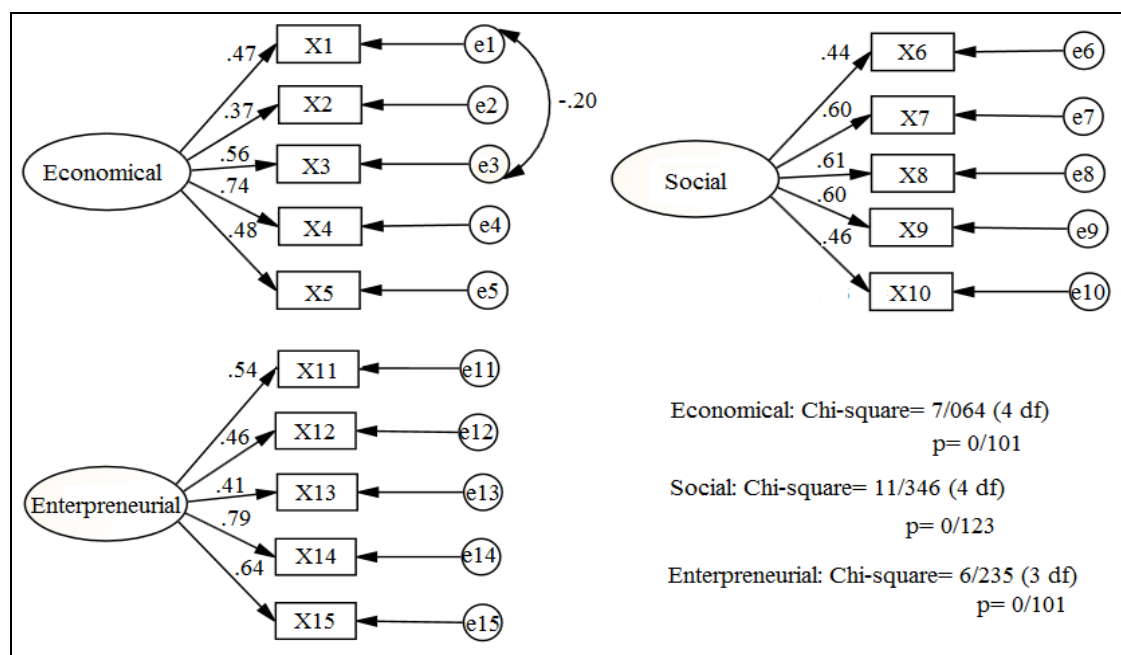 Economical
.47
.37
.56
.74
.48
X1
X2
X3
X4
X5
e1
e2
e3
e4
e5
-.20
Social
.44
.60
.61
.60
.46
X6
X7
X8
X9
X10
e6
e7
e8
e9
e10
Enterpreneurial
.54
.46
.41
.79
.64
X11
X12
X13
X14
X15
e11
e12
e13
e14
e15
Economical: Chi-square= 7/064 (4 df)
p= 0/101
Social: Chi-square= 11/346 (4 df)
p= 0/123
Enterpreneurial: Chi-square= 6/235 (3 df)
p= 0/101